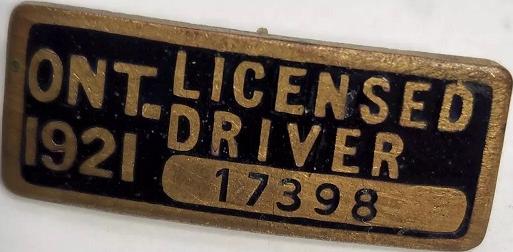 ONT. LICENSED
1921 DRIVER
17398